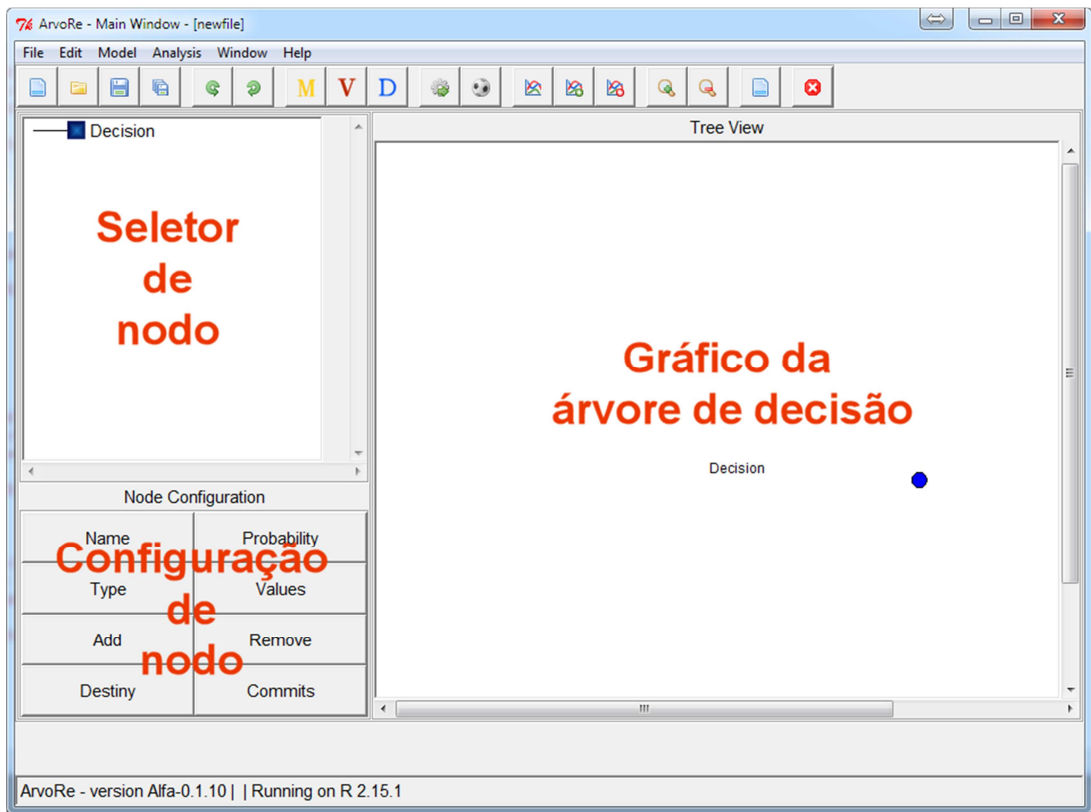 ArvoRe - Main Window - [newfile]
File Edit Model Analysis Window Help
M V D
Decision
Seletor
de
nodo
Node Configuration
Name Probability
Type Values
Add Remove
Destiny Commits
Configuração
de
nodo
Tree View
Gráfico da
árvore de decisão
Decision
ArvoRe - version Alfa-0.1.10 | | Running on R 2.15.1